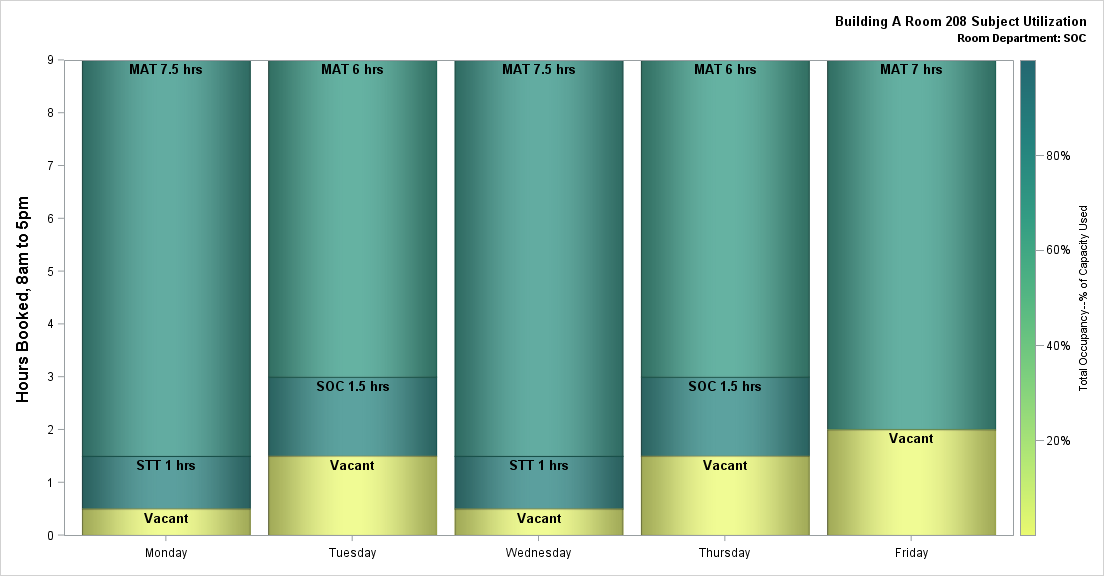 Building A Room 208 Subject Utilization
Room Department: SOC
Hours Booked, 8am to 5pm
9
8
7
6
5
4
3
2
1
0
MAT 7.5 hrs
STT 1 hrs
Vacant
MAT 6 hrs
SOC 1.5 hrs
Vacant
MAT 7.5 hrs
STT 1 hrs
Vacant
MAT 6 hrs
SOC 1.5 hrs
Vacant
MAT 7 hrs
Vacant
Monday
Tuesday
Wednesday
Thursday
Friday
80%
60%
40%
20%
Total Occupancy--% of Capacity Used